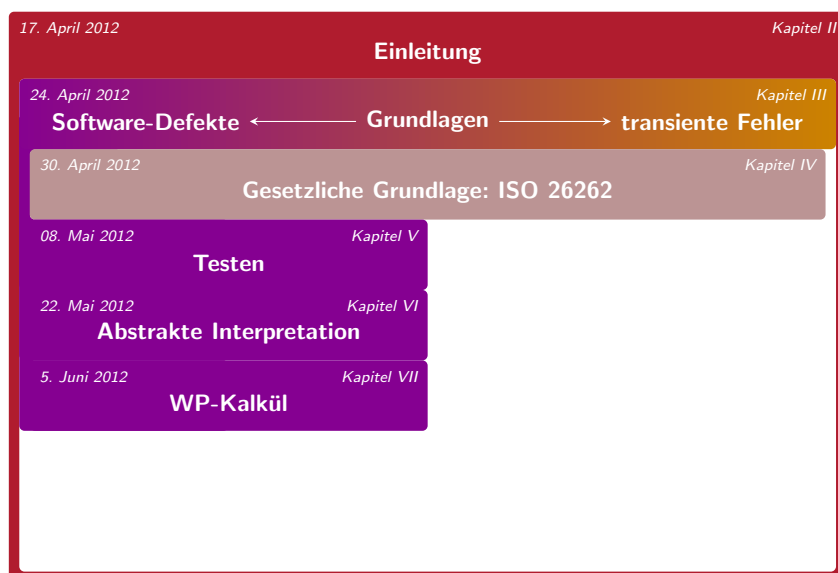 17. April 2012 Kapitel II
Einleitung
24. April 2012 Kapitel III
Software-Defekte Grundlagen transiente Fehler
30. April 2012 Kapitel IV
Gesetzliche Grundlage: ISO 26262
08. Mai 2012 Kapitel V
Testen
22. Mai 2012 Kapitel VI
Abstrakte Interpretation
5. Juni 2012 Kapitel VII
WP-Kalkül